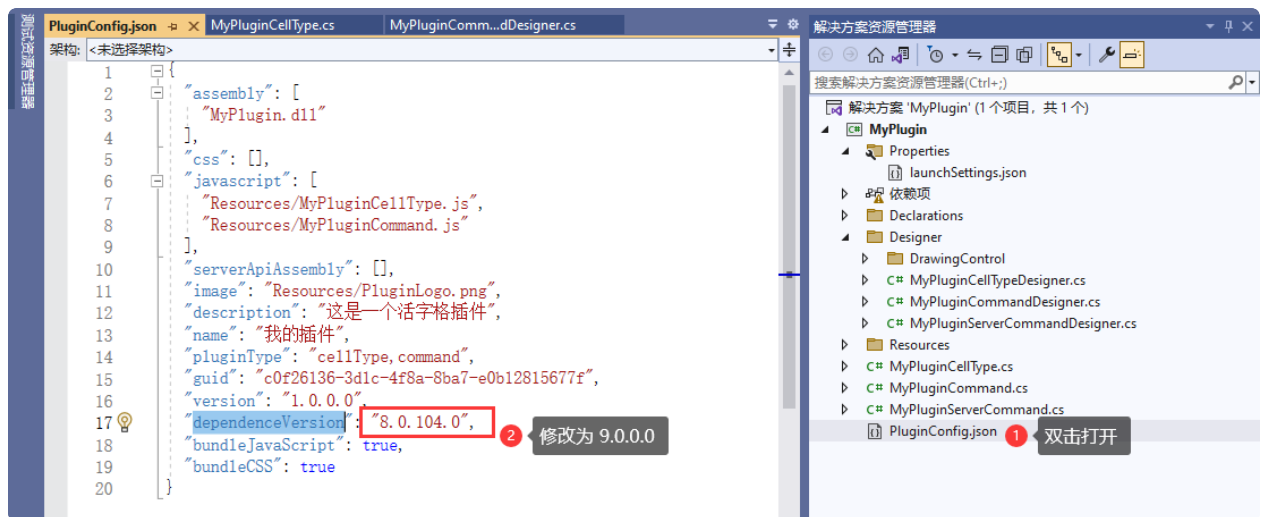 测试资源管理器
PluginConfig.json
MyPluginCellType.cs
MyPluginComm...dDesigner.cs
架构: <未选择架构>
1 {
2 "assembly": [
3 "MyPlugin.dll"
4 ],
5 "css": [],
6 "javascript": [
7 "Resources/MyPluginCellType.js",
8 "Resources/MyPluginCommand.js"
9 ],
10 "serverApiAssembly": [],
11 "image": "Resources/PluginLogo.png",
12 "description": "这是一个活字格插件",
13 "name": "我的插件",
14 "pluginType": "cellType,command",
15 "guid": "c0f26136-3d1c-4f8a-8ba7-e0b12815677f",
16 "version": "1.0.0.0",
17 "dependenceVersion": "8.0.104.0",
2 修改为 9.0.0.0
18 "bundleJavaScript": true,
19 "bundleCSS": true
20 }
解决方案资源管理器
搜索解决方案资源管理器(Ctrl+;)
解决方案 'MyPlugin' (1 个项目，共 1 个)
C# MyPlugin
Properties
launchSettings.json
依赖项
Declarations
Designer
DrawingControl
C# MyPluginCellTypeDesigner.cs
C# MyPluginCommandDesigner.cs
C# MyPluginServerCommandDesigner.cs
Resources
C# MyPluginCellType.cs
C# MyPluginCommand.cs
C# MyPluginServerCommand.cs
PluginConfig.json
1 双击打开